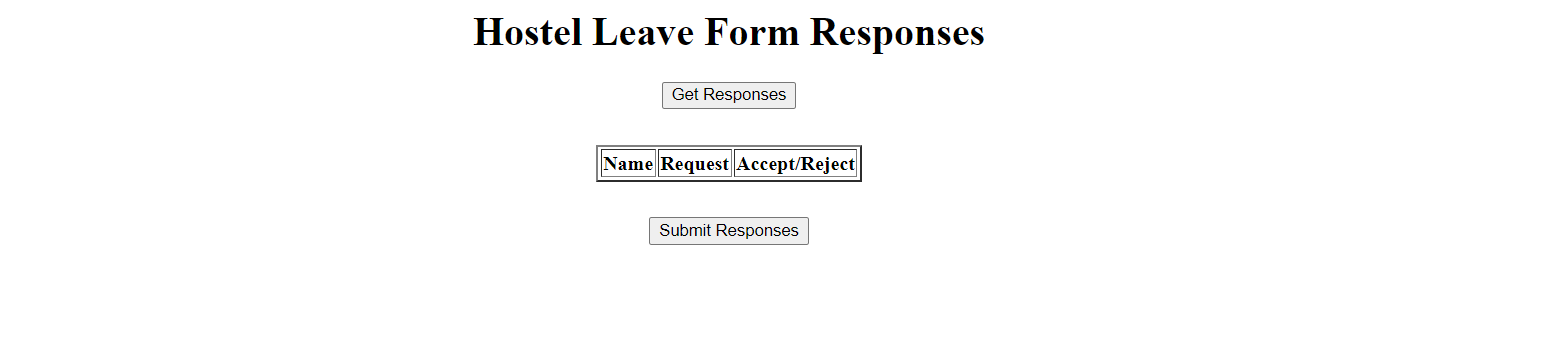 Hostel Leave Form Responses
Get Responses
Name Request Accept/Reject
Submit Responses